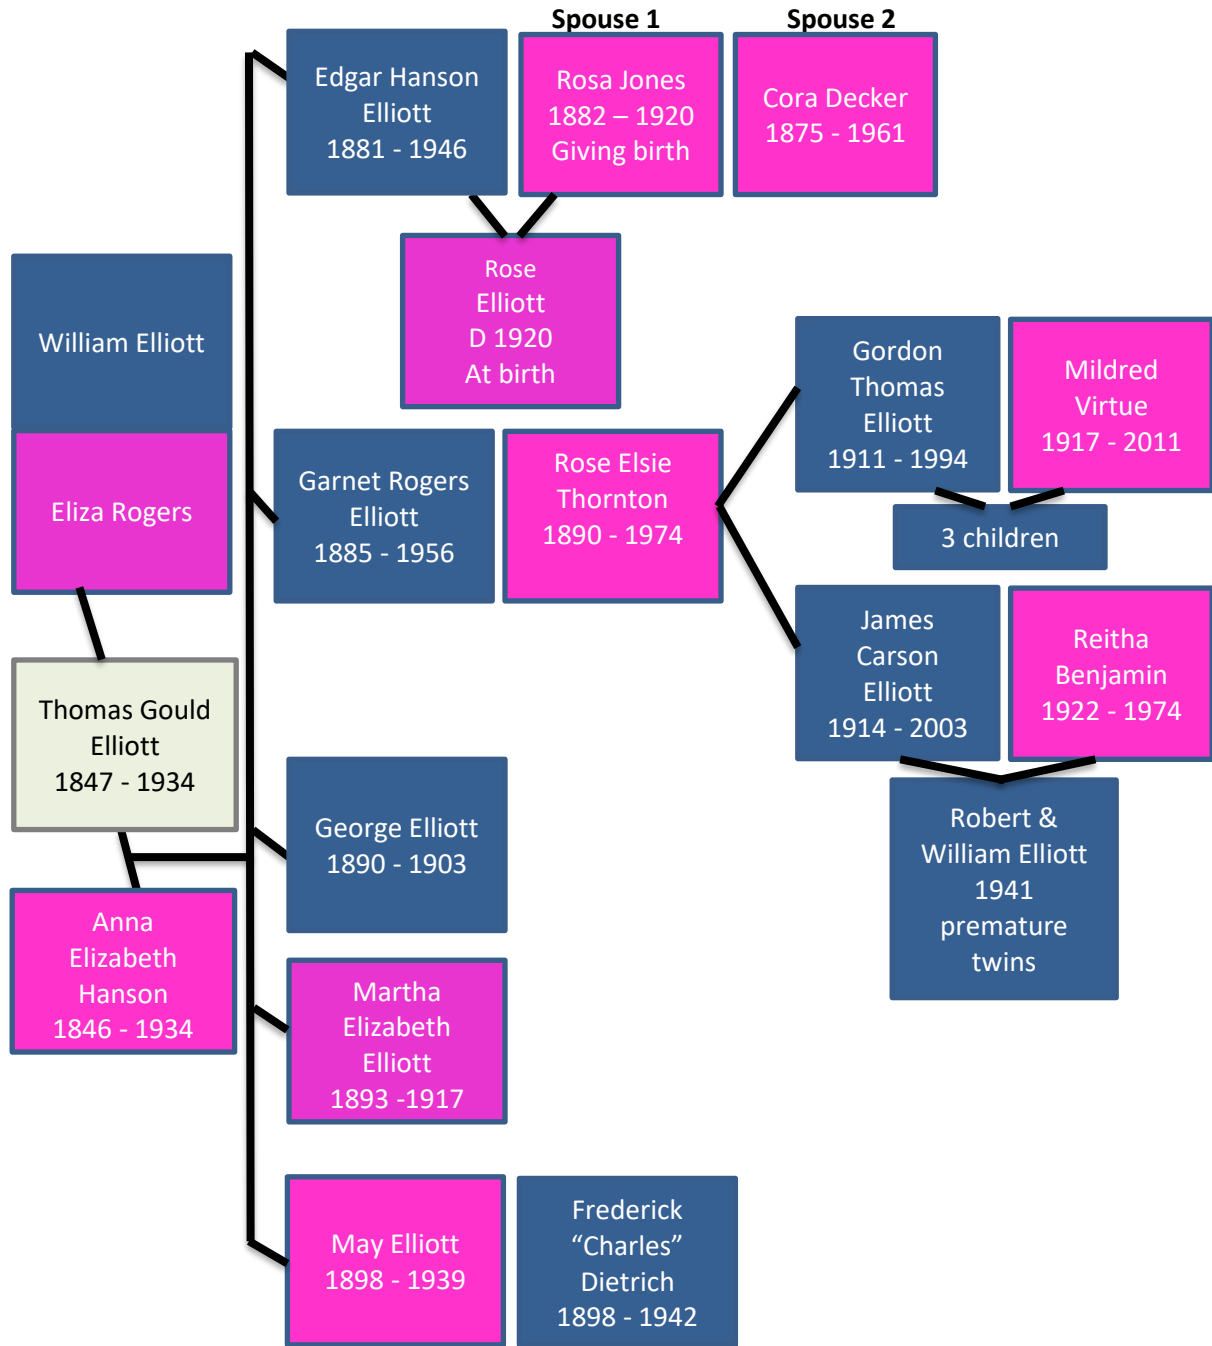 Spouse 1
Spouse 2
Edgar Hanson
Elliott
1881 - 1946
Rosa Jones
1882 – 1920
Giving birth
Cora Decker
1875 - 1961
Rose
Elliott
D 1920
At birth
William Elliott
Eliza Rogers
Thomas Gould
Elliott
1847 - 1934
Anna
Elizabeth
Hanson
1846 - 1934
Garnet Rogers
Elliott
1885 - 1956
Rose Elsie
Thornton
1890 - 1974
Gordon
Thomas
Elliott
1911 - 1994
Mildred
Virtue
1917 - 2011
3 children
James
Carson
Elliott
1914 - 2003
Reitha
Benjamin
1922 - 1974
Robert &
William Elliott
1941
premature
twins
George Elliott
1890 - 1903
Martha
Elizabeth
Elliott
1893 -1917
May Elliott
1898 - 1939
Frederick
“Charles”
Dietrich
1898 - 1942